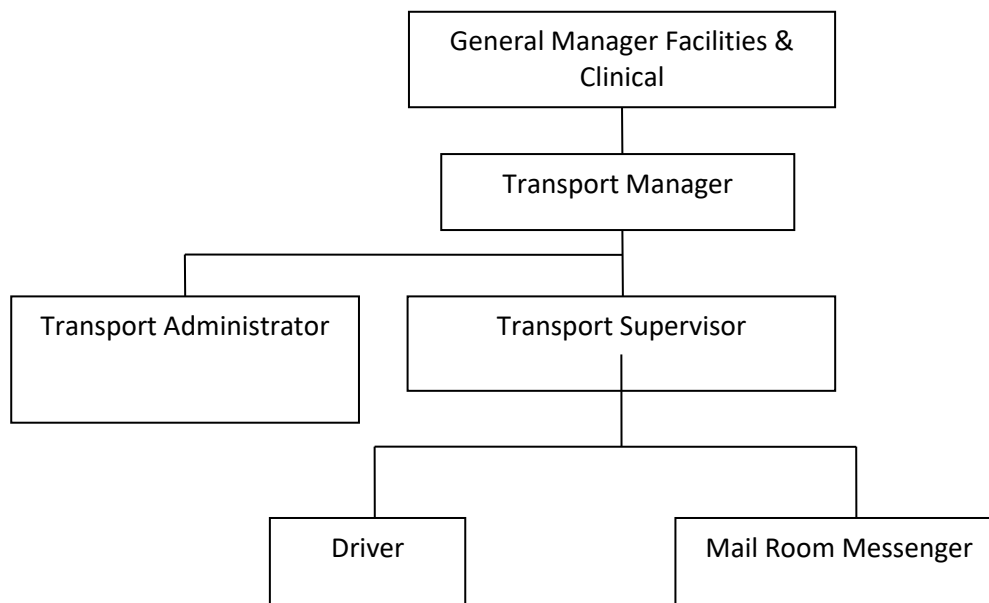 General Manager Facilities &
Clinical
Transport Manager
Transport Administrator
Transport Supervisor
Driver
Mail Room Messenger